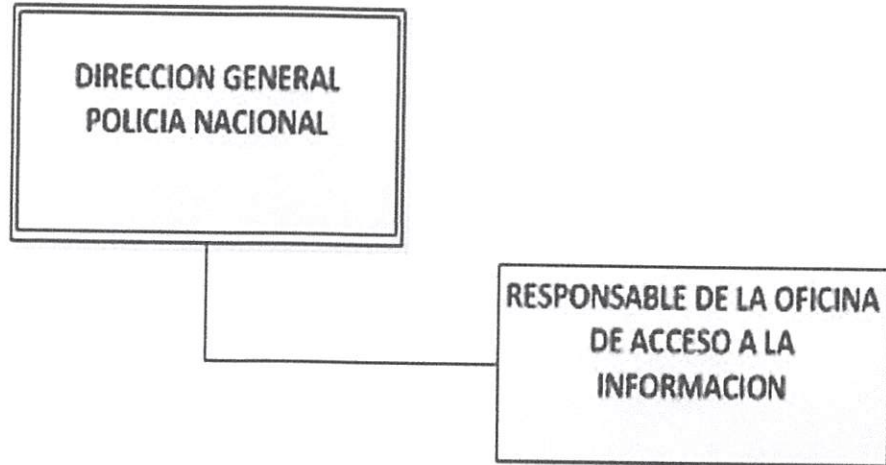 DIRECCION GENERAL
POLICIA NACIONAL
RESPONSABLE DE LA OFICINA
DE ACCESO A LA
INFORMACION